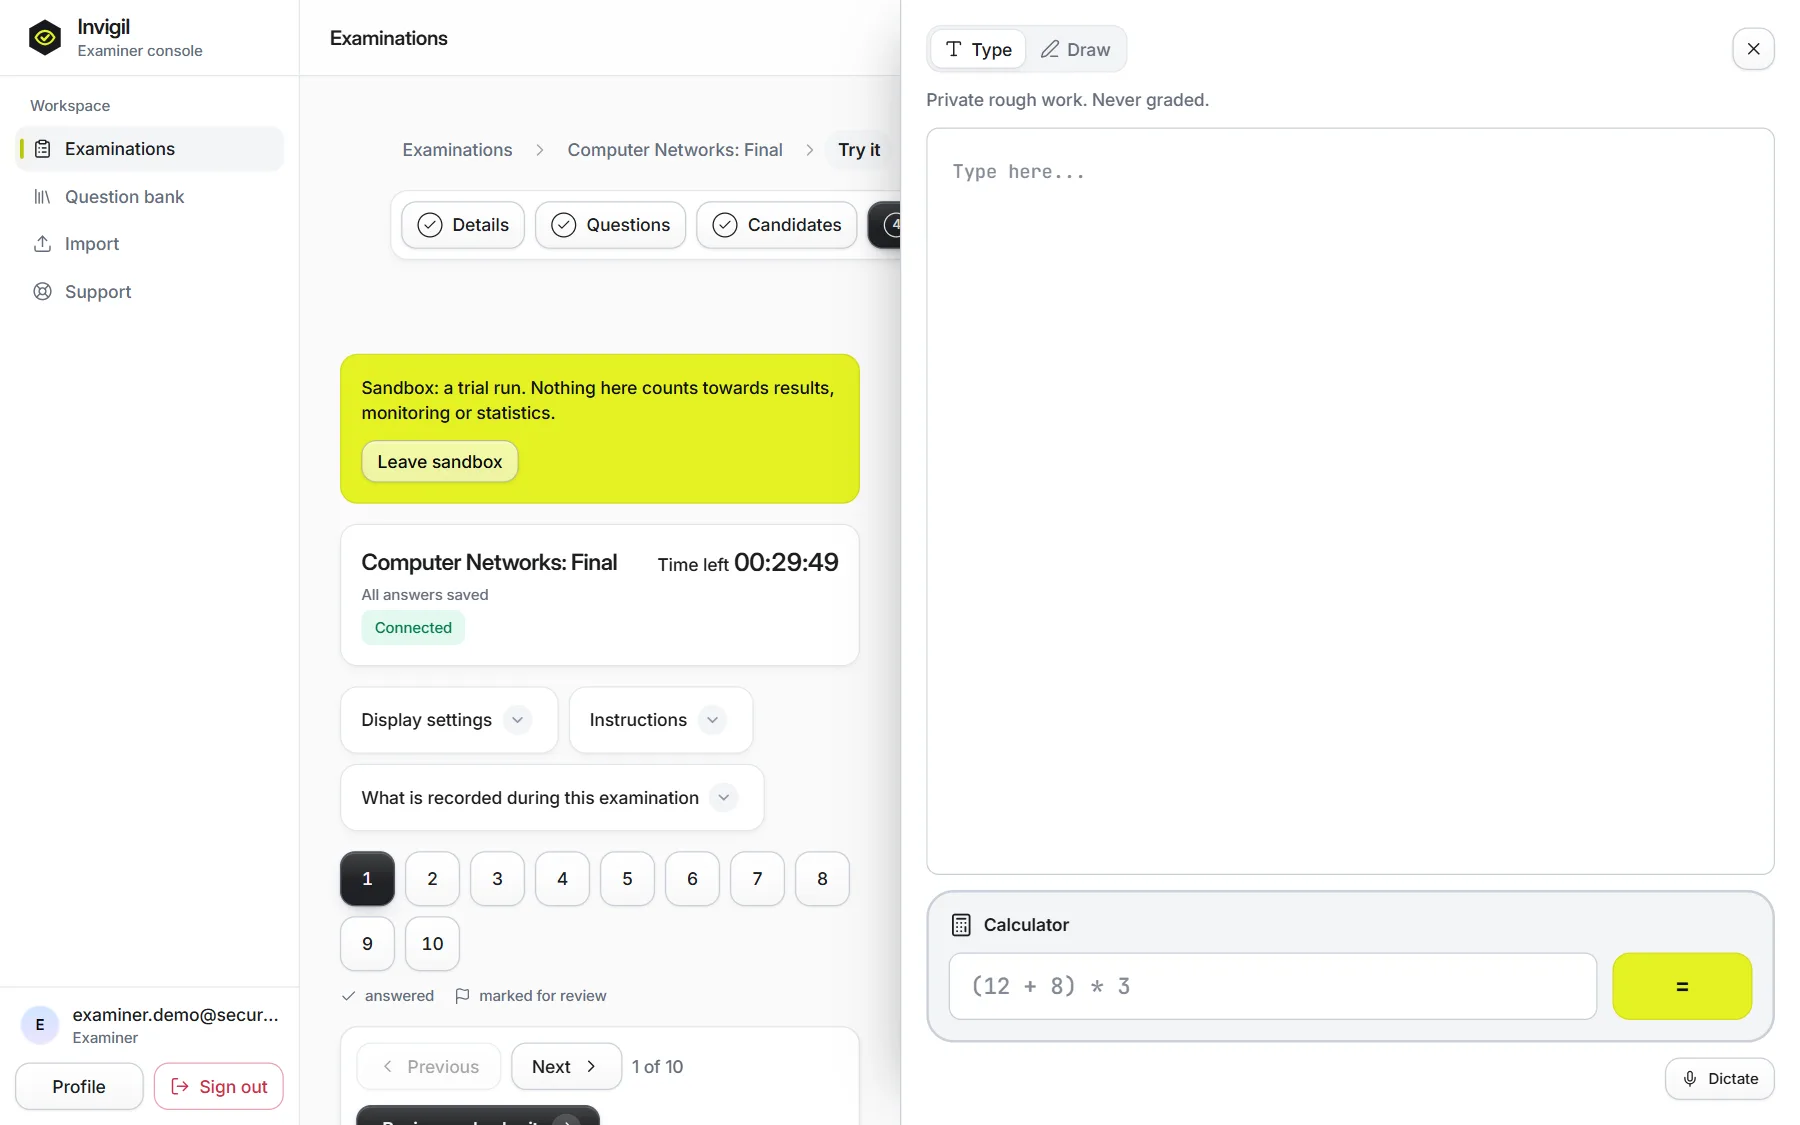 Invigil
Examiner console
Workspace
Examinations
Question bank
Import
Support
E
examiner.demo@secur...
Examiner
Profile
Sign out
Examinations
Examinations
Computer Networks: Final
Try it
Details
Questions
Candidates
4
Sandbox: a trial run. Nothing here counts towards results,
monitoring or statistics.
Leave sandbox
Computer Networks: Final
Time left 00:29:49
All answers saved
Connected
Display settings
Instructions
What is recorded during this examination
1 2 3 4 5 6 7 8
9 10
answered
marked for review
Previous
Next
1 of 10
Type
Draw
Private rough work. Never graded.
Type here...
Calculator
(12 + 8) * 3
=
Dictate